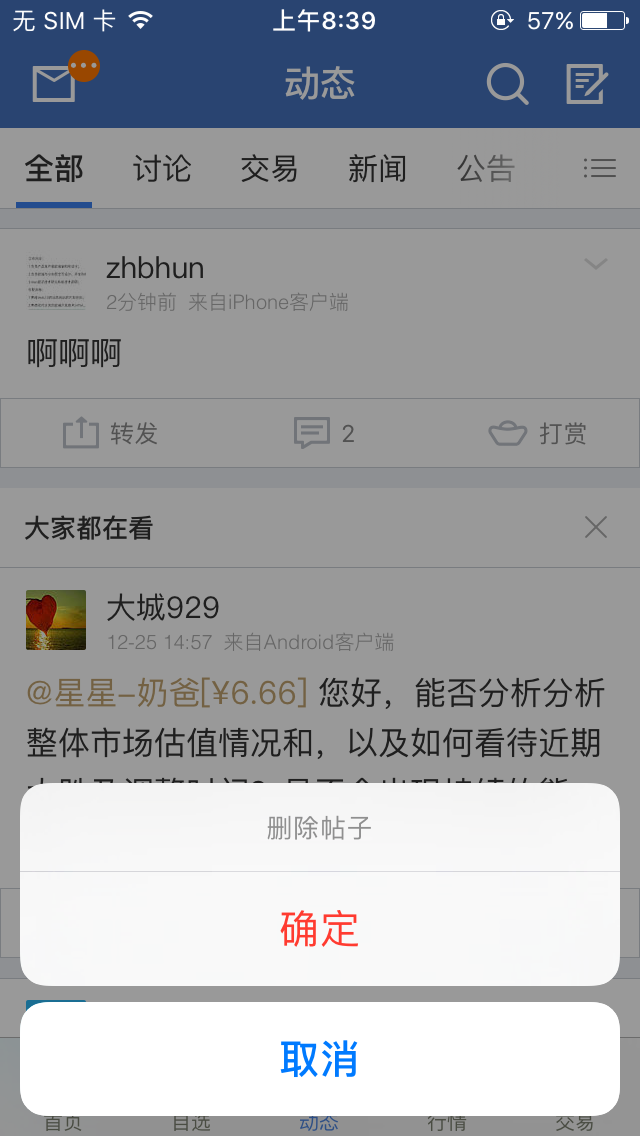 无 SIM 卡
上午8:39
57%
动态
全部 讨论 交易 新闻 公告
zhbhun
2分钟前 来自iPhone客户端
啊啊啊
转发 2 打赏
大家都在看
大城929
12-25 14:57 来自Android客户端
@星星-奶爸[¥6.66] 您好，能否分析分析
整体市场估值情况和，以及如何看待近期
删除帖子
确定
取消
首页 自选 动态 行情 交易